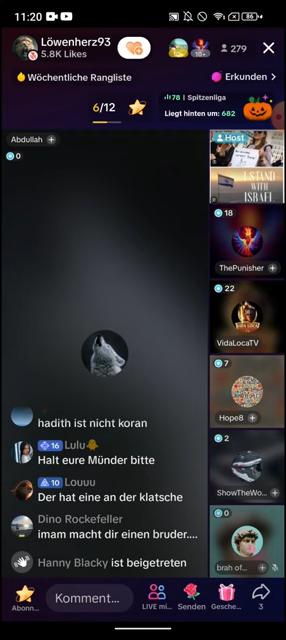 11:20
86
Löwenherz93
5.8K Likes
10+
279
Wöchentliche Rangliste
Erkunden >
6/12
78 | Spitzenliga
Liegt hinten um: 682
Abdullah +
0
Host
I STAND
WITH
ISRAEL
18
ThePunisher +
22
VidaLocaTV
7
Hope8 +
2
ShowTheWo... +
0
brah of...
hadith ist nicht koran
16 Lulu🐥
Halt eure Münder bitte
10 Louuu
Der hat eine an der klatsche
Dino Rockefeller
imam macht dir einen bruder....
Hanny Blacky ist beigetreten
Abonn...
Komment...
LIVE mi...
Senden
Gesche...
3